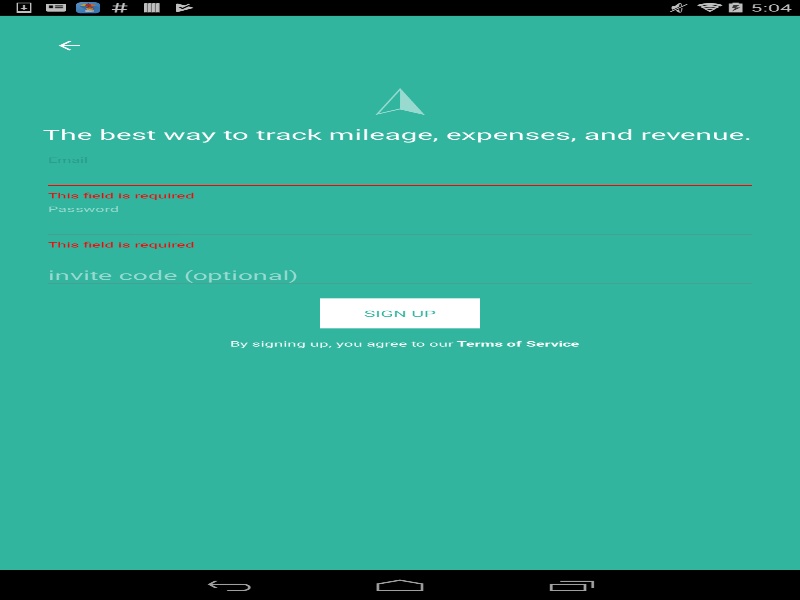 5:04
The best way to track mileage, expenses, and revenue.
Email
This field is required
Password
This field is required
invite code (optional)
SIGN UP
By signing up, you agree to our Terms of Service